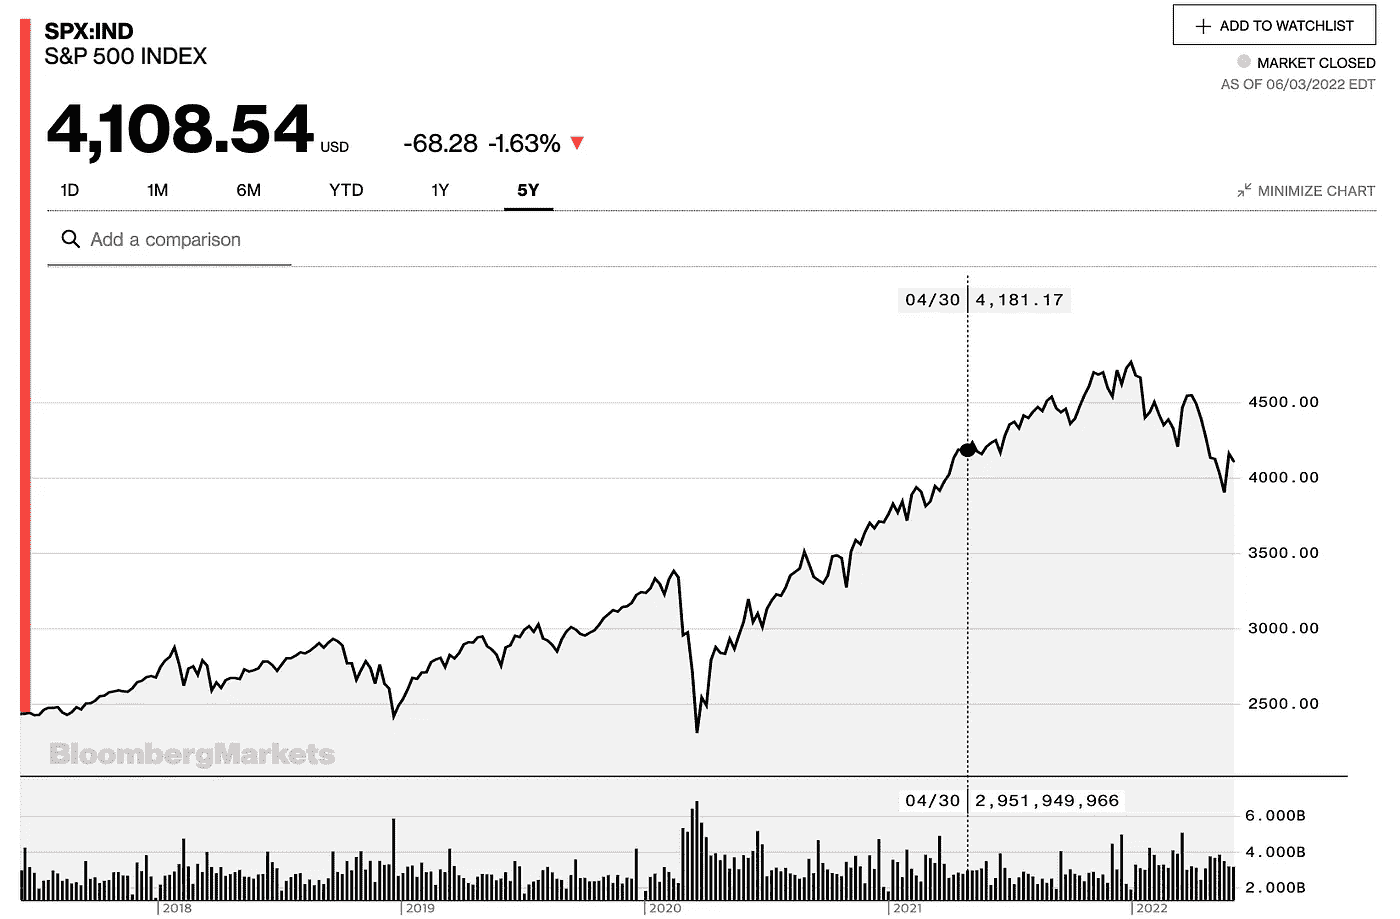 SPX:IND
S&P 500 INDEX
+ ADD TO WATCHLIST
MARKET CLOSED
AS OF 06/03/2022 EDT
4,108.54 USD -68.28 -1.63% ▼
1D 1M 6M YTD 1Y 5Y
MINIMIZE CHART
Add a comparison
04/30 4,181.17
4500.00
4000.00
3500.00
3000.00
2500.00
BloombergMarkets
04/30 2,951,949,966
6.000B
4.000B
2.000B
2018 2019 2020 2021 2022